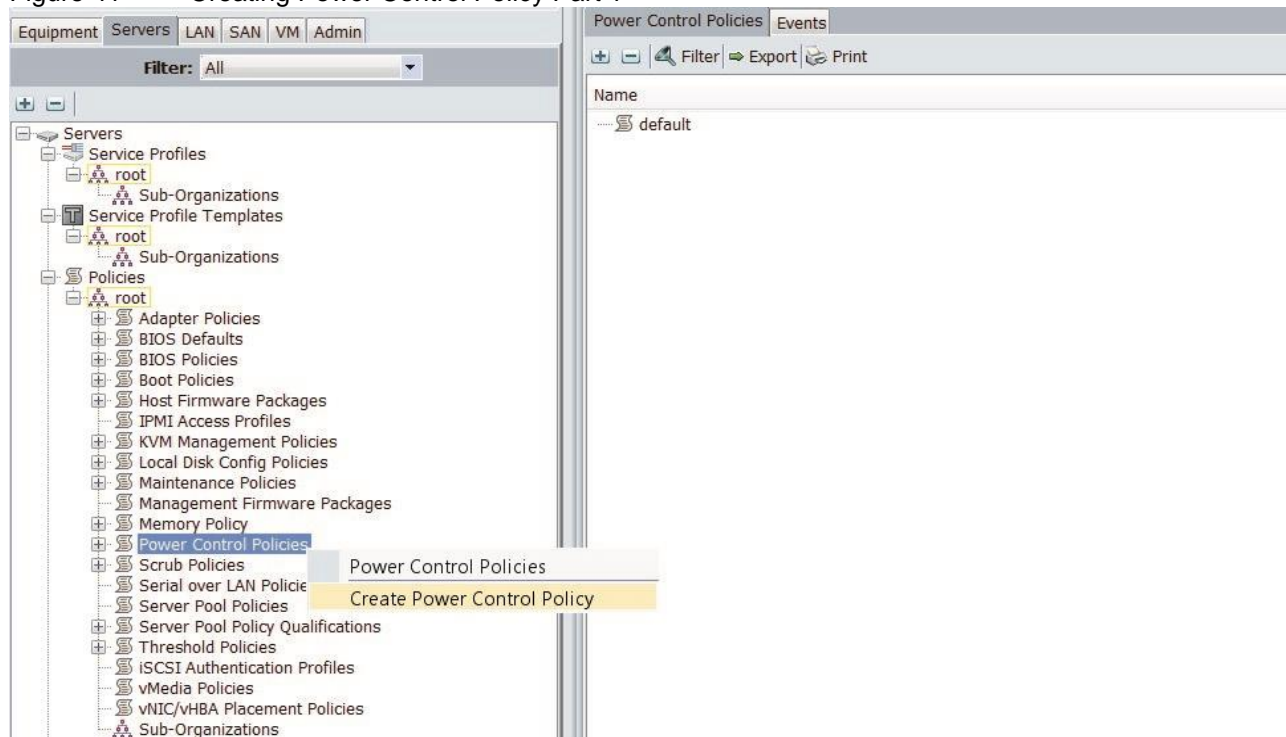 Equipment Servers LAN SAN VM Admin
Filter: All
Servers
Service Profiles
root
Sub-Organizations
Service Profile Templates
root
Sub-Organizations
Policies
root
Adapter Policies
BIOS Defaults
BIOS Policies
Boot Policies
Host Firmware Packages
IPMI Access Profiles
KVM Management Policies
Local Disk Config Policies
Maintenance Policies
Management Firmware Packages
Memory Policy
Power Control Policies
Scrub Policies
Serial over LAN Policie
Server Pool Policies
Server Pool Policy Qualifications
Threshold Policies
iSCSI Authentication Profiles
vMedia Policies
vNIC/vHBA Placement Policies
Sub-Organizations
Power Control Policies
Create Power Control Policy
Power Control Policies Events
Filter Export Print
Name
default